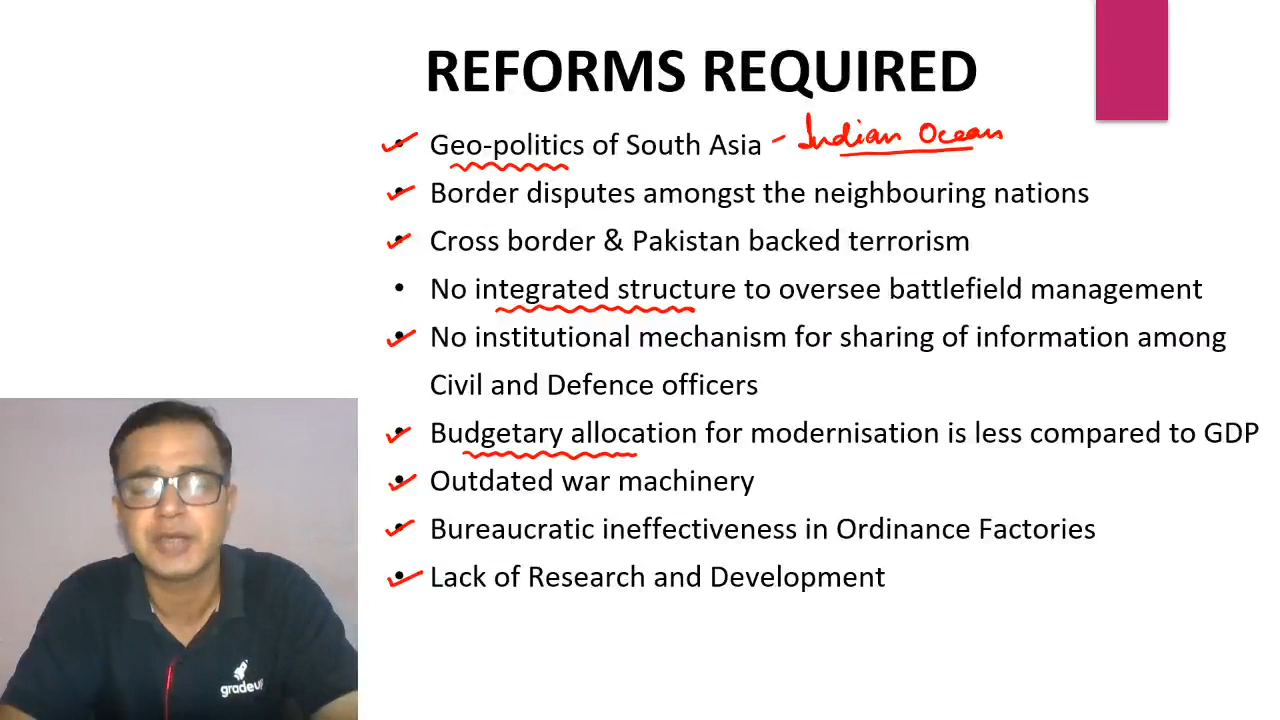 REFORMS REQUIRED
• Geo-politics of South Asia - Indian Ocean
• Border disputes amongst the neighbouring nations
• Cross border & Pakistan backed terrorism
• No integrated structure to oversee battlefield management
• No institutional mechanism for sharing of information among
Civil and Defence officers
• Budgetary allocation for modernisation is less compared to GDP
• Outdated war machinery
• Bureaucratic ineffectiveness in Ordinance Factories
• Lack of Research and Development
gradeup